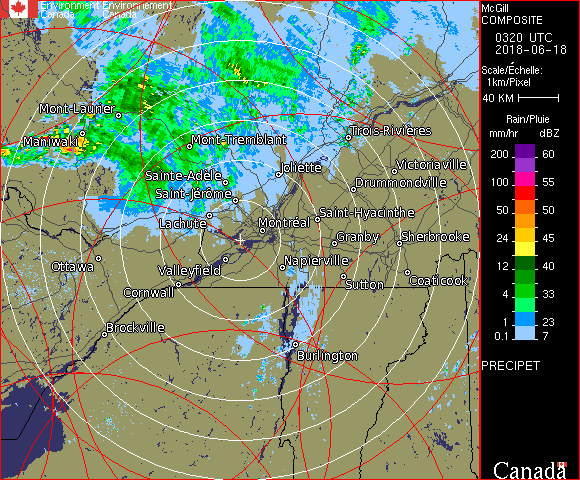 Environment Environnement
Canada Canada
McGill
COMPOSITE
0320 UTC
2018-06-18
Scale/Échelle:
1km/Pixel
40 KM
Rain/Pluie
mm/hr dBZ
200 60
100 55
50 50
24 45
12 40
4 33
1 23
0.1 7
PRECIPET
Canada
Mont-Laurier
Maniwaki
Mont-Tremblant
Trois-Rivières
Sainte-Adèle
Joliette
Victoriaville
Saint-Jérôme
Drummondville
Lachute
Montréal
Saint-Hyacinthe
Granby
Sherbrooke
Ottawa
Valleyfield
Napierville
Cornwall
Sutton
Coaticook
Brockville
Burlington